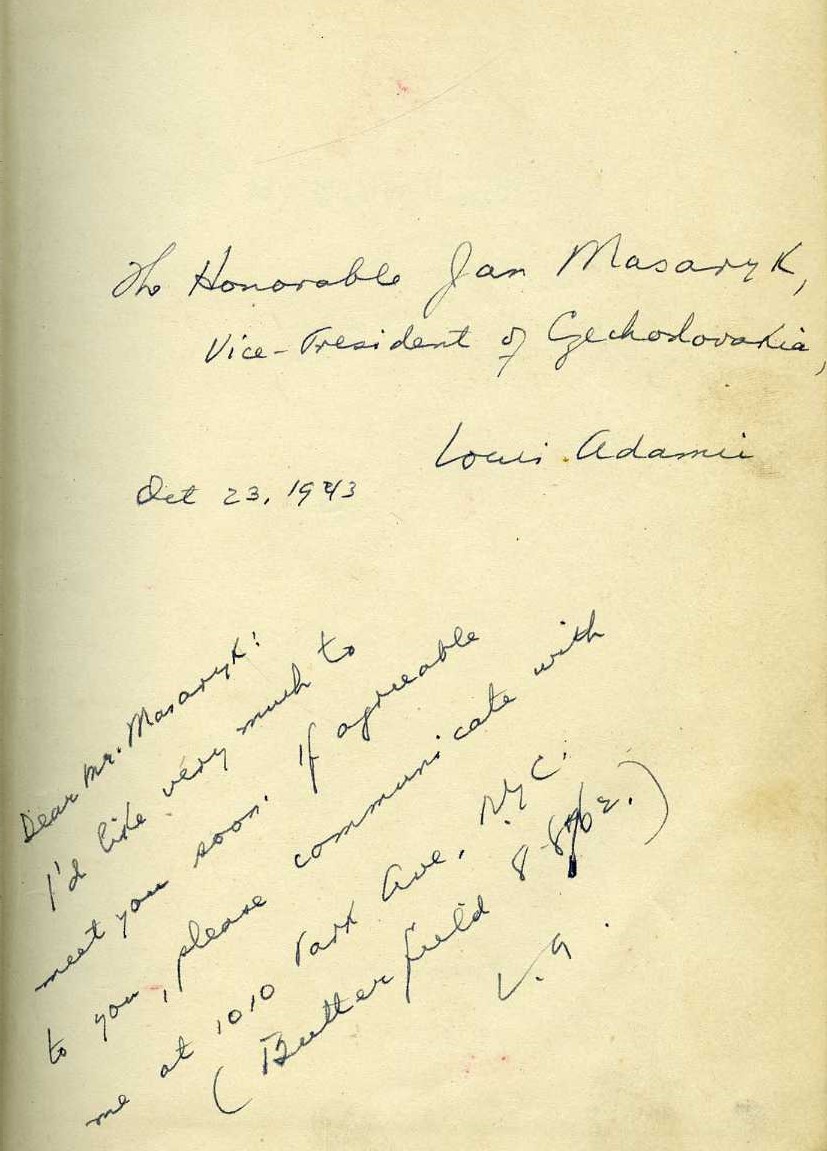 The Honorable Jan Masaryk,
Vice-President of Czechoslovakia,
Louis Adamic
Oct 23, 1943
Dear Mr. Masaryk:
I'd like very much to
meet you soon. If agreeable
to you, please communicate with
me at 1010 Park Ave., NYC.
(Butterfield 8
L.A.